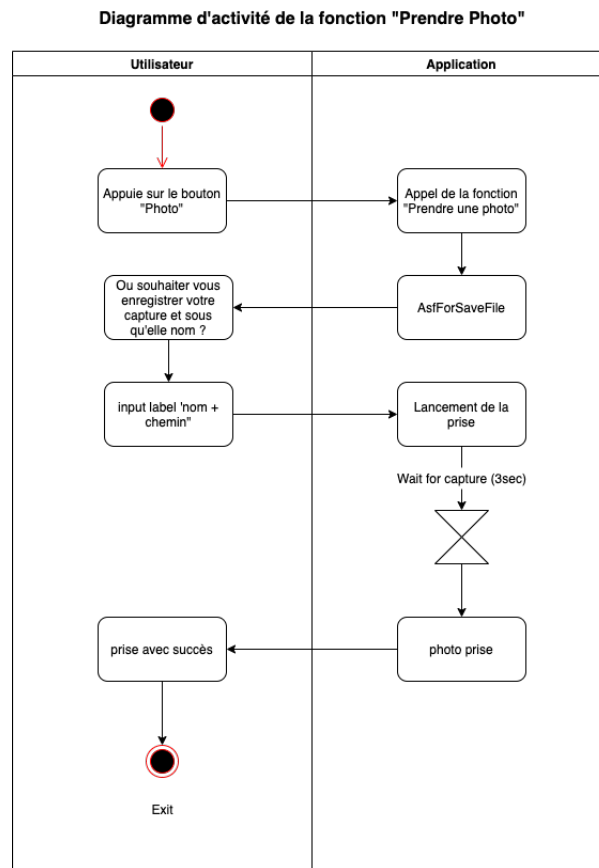 Diagramme d'activité de la fonction "Prendre Photo"
Utilisateur
Application
Appuie sur le bouton
"Photo"
Appel de la fonction
"Prendre une photo"
Ou souhaiter vous
enregistrer votre
capture et sous
qu'elle nom ?
AsfForSaveFile
input label 'nom +
chemin"
Lancement de la
prise
Wait for capture (3sec)
prise avec succès
photo prise
Exit